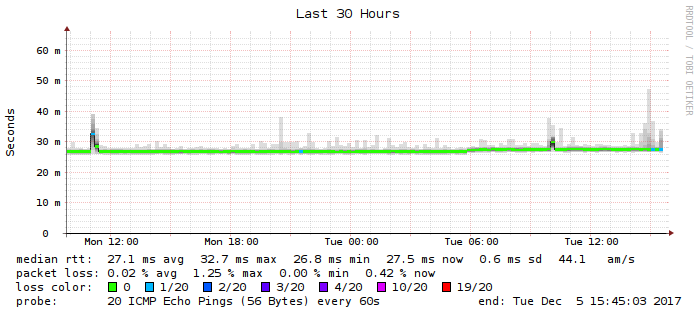 Last 30 Hours
RRDTOOL / TOBI OETIKER
Seconds
60 m
50 m
40 m
30 m
20 m
10 m
0
Mon 12:00 Mon 18:00 Tue 00:00 Tue 06:00 Tue 12:00
median rtt: 27.1 ms avg 32.7 ms max 26.8 ms min 27.5 ms now 0.6 ms sd 44.1 am/s
packet loss: 0.02 % avg 1.25 % max 0.00 % min 0.42 % now
loss color: 0 1/20 2/20 3/20 4/20 10/20 19/20
probe: 20 ICMP Echo Pings (56 Bytes) every 60s end: Tue Dec 5 15:45:03 2017